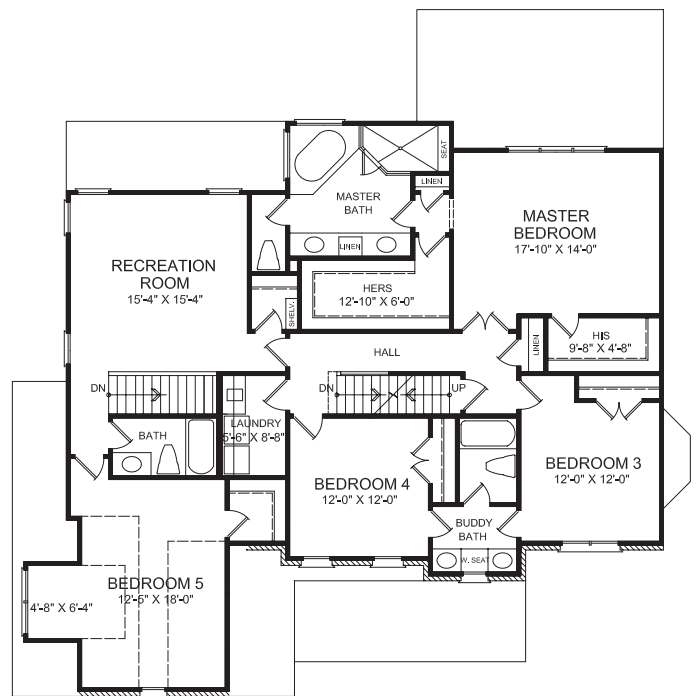 SEAT
LINEN
MASTER
BATH
LINEN
MASTER
BEDROOM
17'-10" X 14'-0"
RECREATION
ROOM
15'-4" X 15'-4"
HERS
12'-10" X 6'-0"
SHELV.
HALL
LINEN
HIS
9'-8" X 4'-8"
DN
DN
UP
LAUNDRY
5'-6" X 8'-8"
BATH
BEDROOM 4
12'-0" X 12'-0"
BEDROOM 3
12'-0" X 12'-0"
BUDDY
BATH
W. SEAT
BEDROOM 5
12'-5" X 18'-0"
4'-8" X 6'-4"